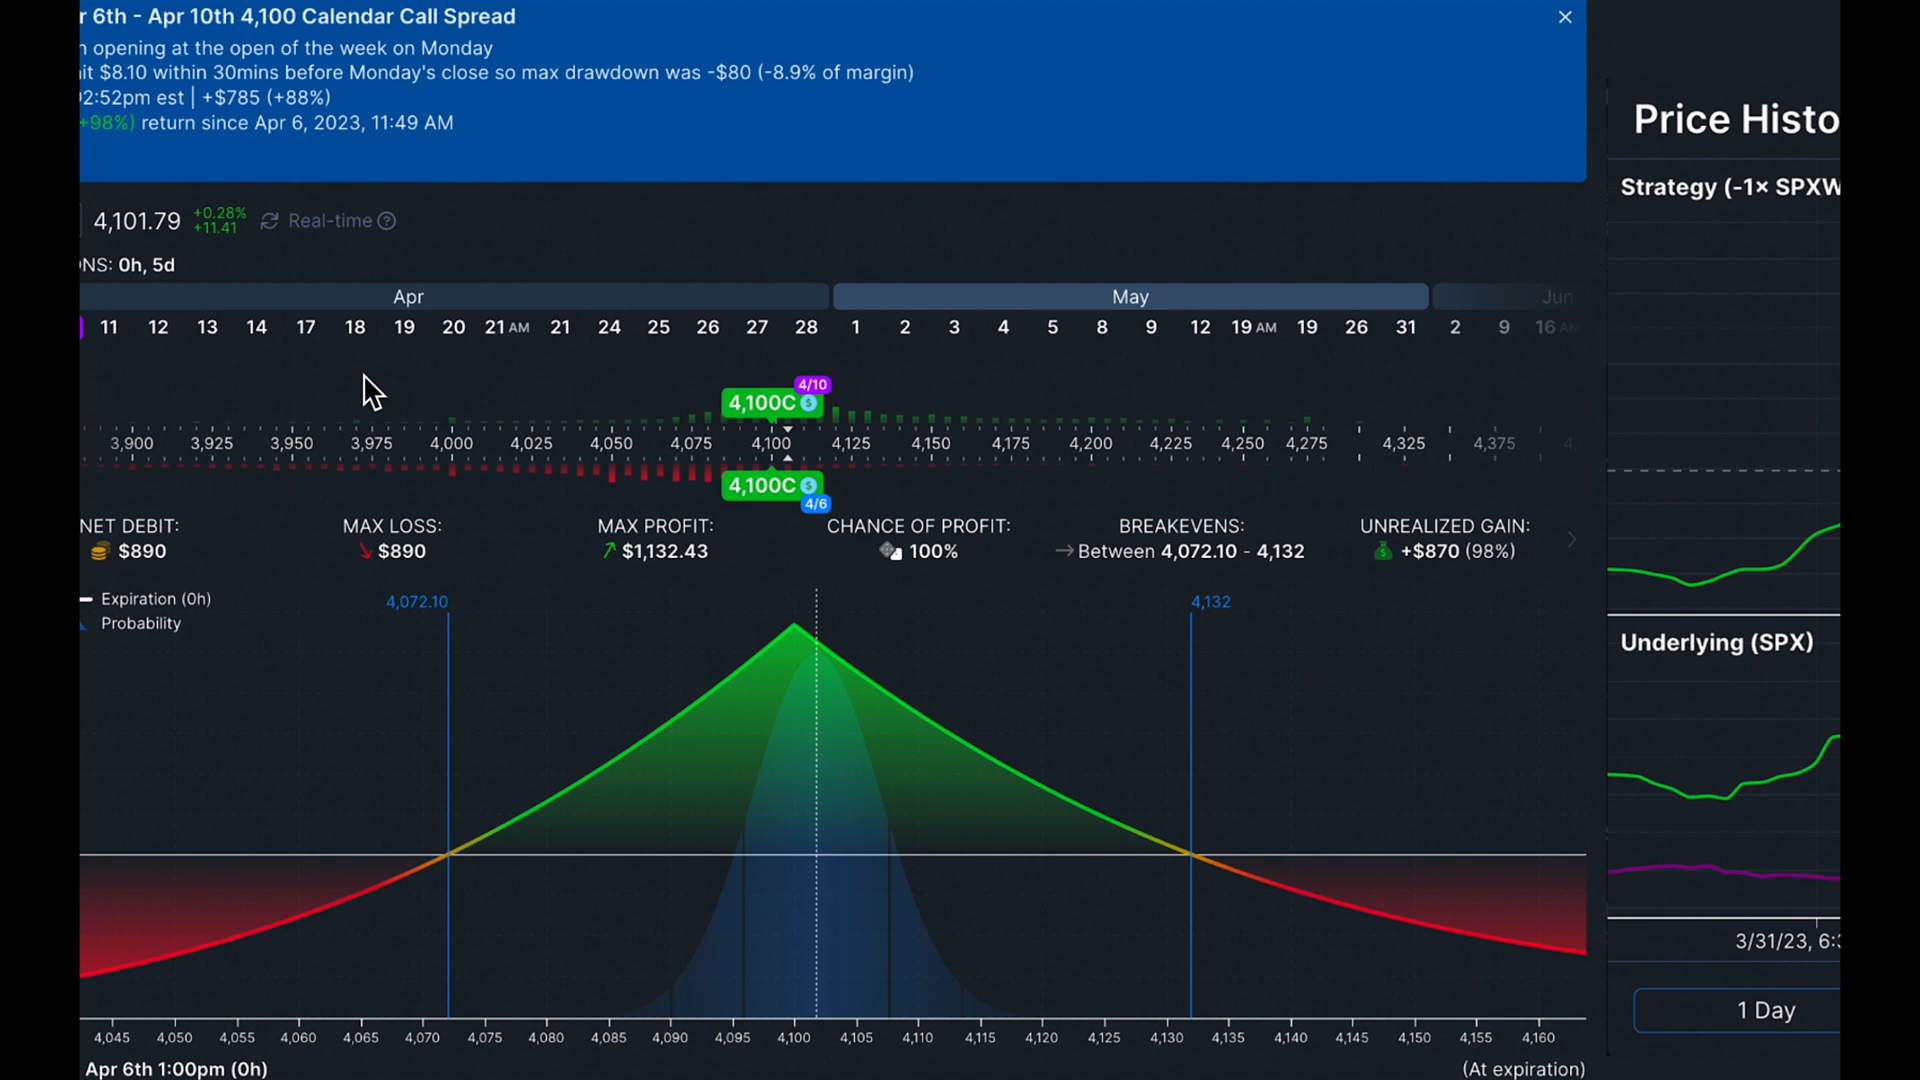 r 6th - Apr 10th 4,100 Calendar Call Spread
n opening at the open of the week on Monday
it $8.10 within 30mins before Monday's close so max drawdown was -$80 (-8.9% of margin)
2:52pm est | +$785 (+88%)
+98%) return since Apr 6, 2023, 11:49 AM
Price Histo
Strategy (-1× SPXW
4,101.79 +0.28% +11.41 Real-time
NS: 0h, 5d
Apr May Jun
11 12 13 14 17 18 19 20 21 AM 21 24 25 26 27 28 1 2 3 4 5 8 9 12 19 AM 19 26 31 2 9 16 AM
4/10
4,100C
3,900 3,925 3,950 3,975 4,000 4,025 4,050 4,075 4,100 4,125 4,150 4,175 4,200 4,225 4,250 4,275 4,325 4,375 4,
4,100C
4/6
NET DEBIT: MAX LOSS: MAX PROFIT: CHANCE OF PROFIT: BREAKEVENS: UNREALIZED GAIN:
$890 $890 $1,132.43 100% Between 4,072.10 - 4,132 +$870 (98%)
Expiration (0h)
Probability
4,072.10 4,132
Underlying (SPX)
3/31/23, 6:3
1 Day
4,045 4,050 4,055 4,060 4,065 4,070 4,075 4,080 4,085 4,090 4,095 4,100 4,105 4,110 4,115 4,120 4,125 4,130 4,135 4,140 4,145 4,150 4,155 4,160
Apr 6th 1:00pm (0h) (At expiration)